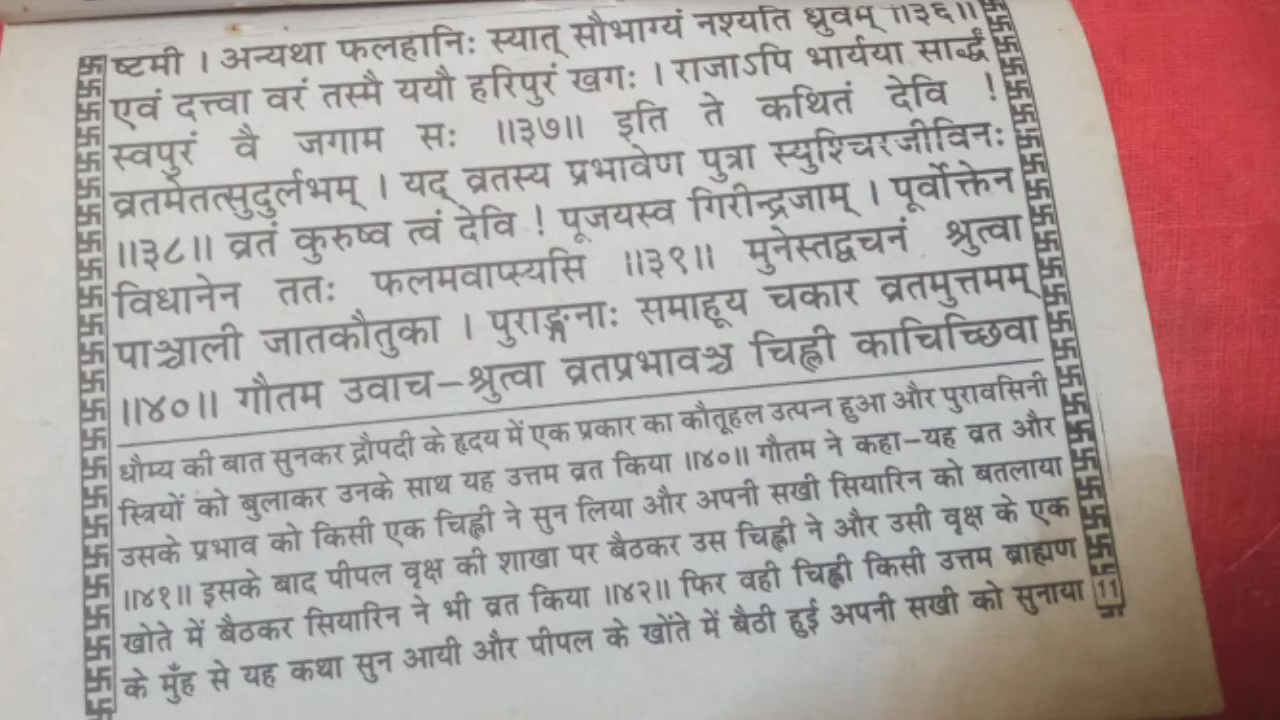 ष्टमी । अन्यथा फलहानिः स्यात् सौभाग्यं नश्यति ध्रुवम् ॥३६॥
एवं दत्त्वा वरं तस्मै ययौ हरिपुरं खगः । राजाऽपि भार्यया सार्द्धं
स्वपुरं वै जगाम सः ॥३७॥ इति ते कथितं देवि !
व्रतमेतत्सुदुर्लभम् । यद् व्रतस्य प्रभावेण पुत्रा स्युश्चिरजीविनः
॥३८॥ व्रतं कुरुष्व त्वं देवि ! पूजयस्व गिरीन्द्रजाम् । पूर्वोक्तेन
विधानेन ततः फलमवाप्स्यसि ॥३९॥ मुनेस्तद्वचनं श्रुत्वा
पाञ्चाली जातकौतुका । पुराङ्गनाः समाहूय चकार व्रतमुत्तमम्
॥४०॥ गौतम उवाच–श्रुत्वा व्रतप्रभावञ्च चिह्ली काचिच्छिवा
धौम्य की बात सुनकर द्रौपदी के हृदय में एक प्रकार का कौतूहल उत्पन्न हुआ और पुरावसिनी
स्त्रियों को बुलाकर उनके साथ यह उत्तम व्रत किया ॥४०॥ गौतम ने कहा–यह व्रत और
उसके प्रभाव को किसी एक चिह्ली ने सुन लिया और अपनी सखी सियारिन को बतलाया
॥४१॥ इसके बाद पीपल वृक्ष की शाखा पर बैठकर उस चिह्ली ने और उसी वृक्ष के एक
खोते में बैठकर सियारिन ने भी व्रत किया ॥४२॥ फिर वही चिह्ली किसी उत्तम ब्राह्मण
के मुँह से यह कथा सुन आयी और पीपल के खोंते में बैठी हुई अपनी सखी को सुनाया
11